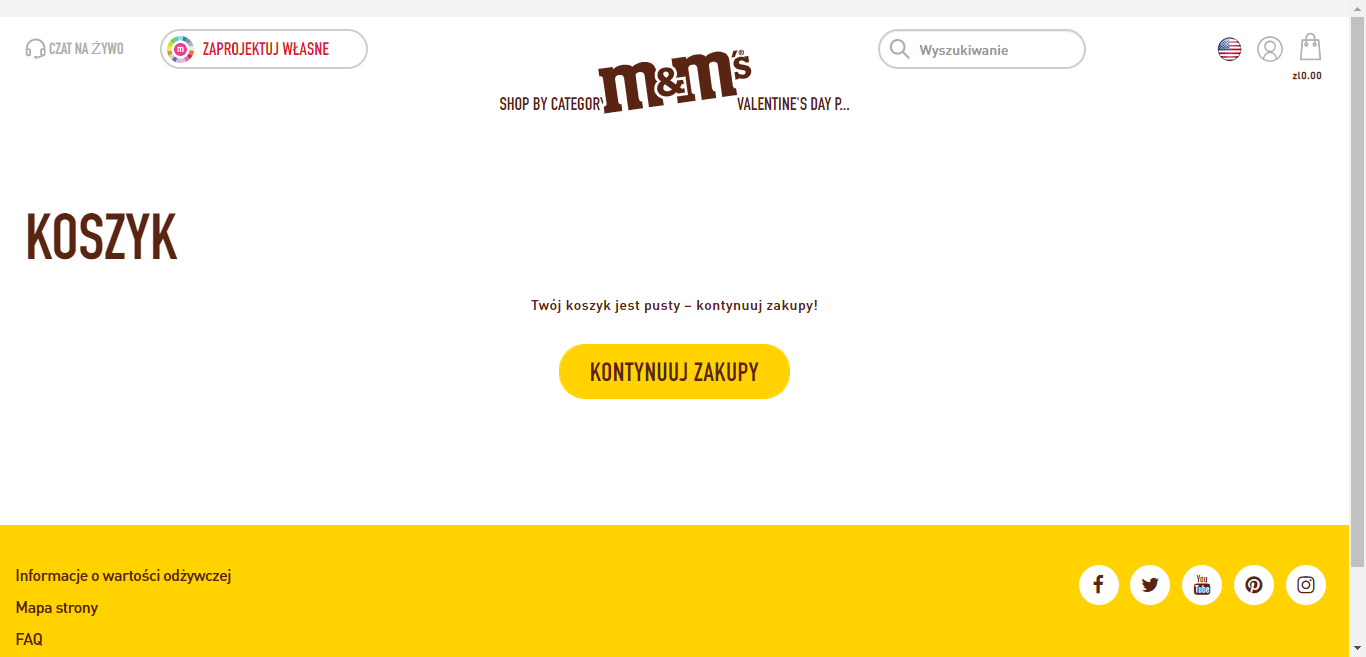 CZAT NA ŻYWO
ZAPROJEKTUJ WŁASNE
SHOP BY CATEGORY
m&m's®
VALENTINE'S DAY P...
Wyszukiwanie
zl0.00
KOSZYK
Twój koszyk jest pusty – kontynuuj zakupy!
KONTYNUUJ ZAKUPY
Informacje o wartości odżywczej
Mapa strony
FAQ
You Tube